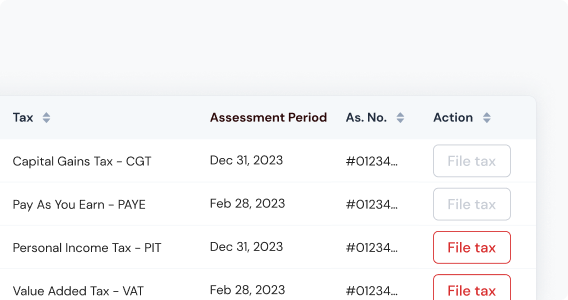 Tax Assessment Period As. No. Action
Capital Gains Tax - CGT Dec 31, 2023 #01234... File tax
Pay As You Earn - PAYE Feb 28, 2023 #01234... File tax
Personal Income Tax - PIT Dec 31, 2023 #01234... File tax
Value Added Tax - VAT Feb 28, 2023 #01234... File tax